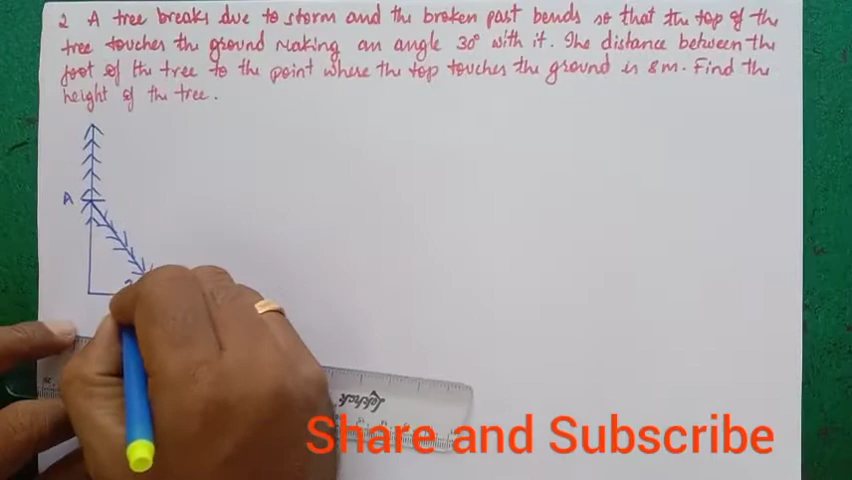 2 A tree breaks due to storm and the broken part bends so that the top of the
tree touches the ground making an angle 30° with it. The distance between the
foot of the tree to the point where the top touches the ground is 8m. Find the
height of the tree.
A
Share and Subscribe